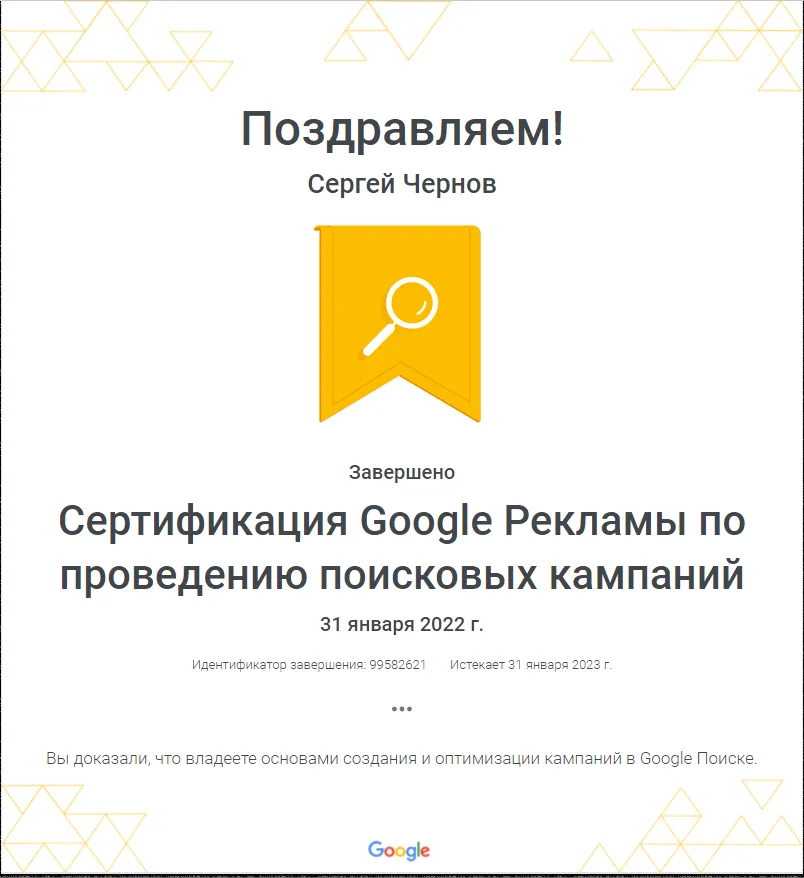 Поздравляем!
Сергей Чернов
Завершено
Сертификация Google Рекламы по
проведению поисковых кампаний
31 января 2022 г.
Идентификатор завершения: 99582621 Истекает 31 января 2023 г.
•••
Вы доказали, что владеете основами создания и оптимизации кампаний в Google Поиске.
Google